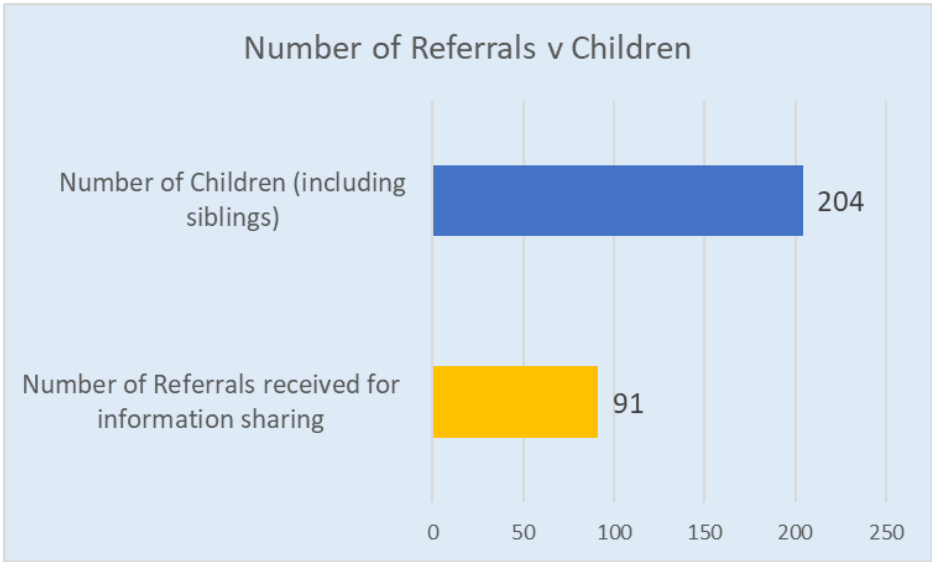 Number of Referrals v Children
Number of Children (including
siblings)
204
Number of Referrals received for
information sharing
91
0 50 100 150 200 250